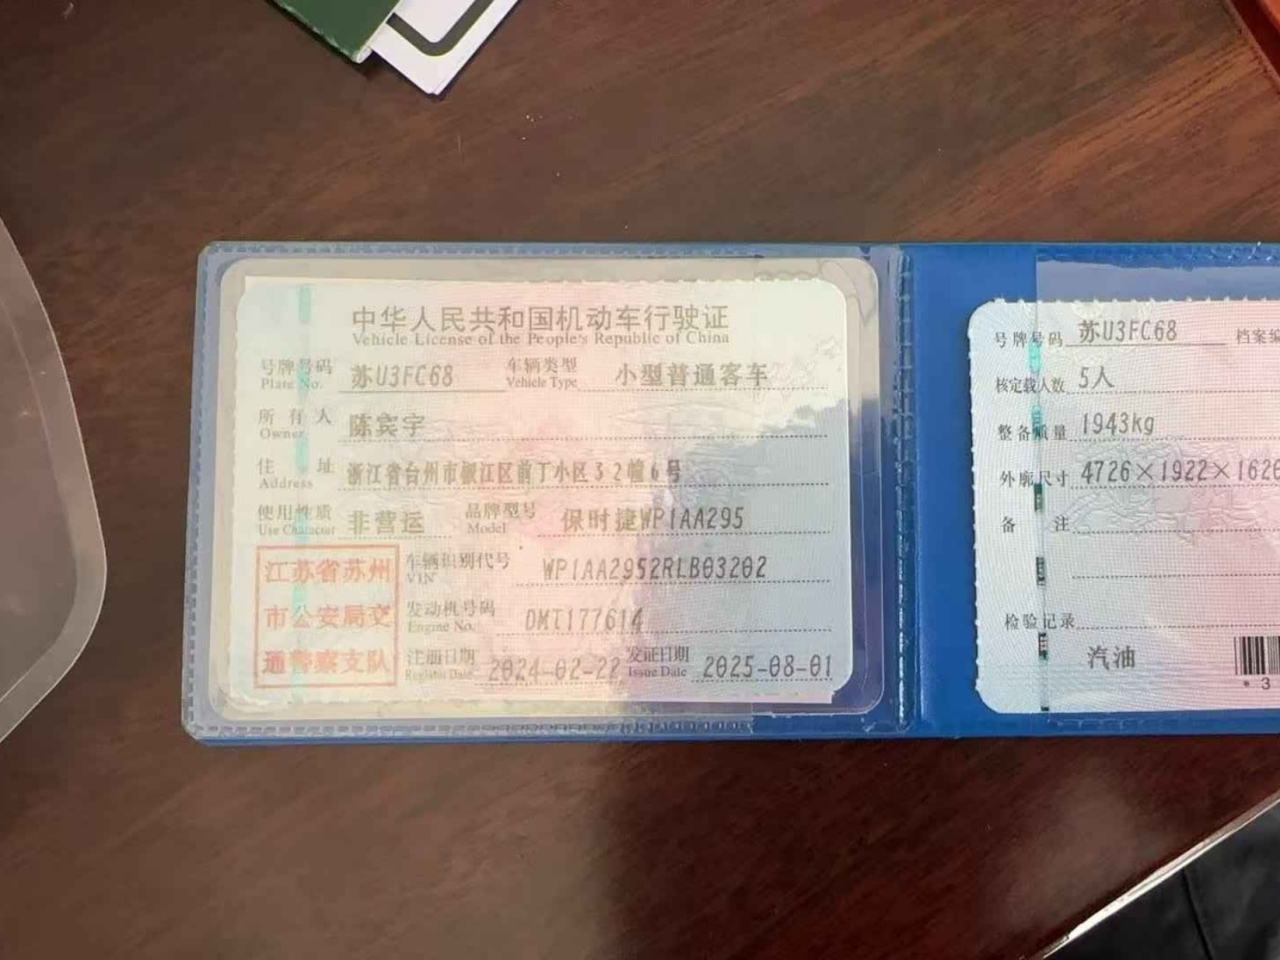 中华人民共和国机动车行驶证
Vehicle License of the People's Republic of China
号牌号码 苏U3FC68 车辆类型 小型普通客车
Plate No. Vehicle Type
所有人 陈宾宇
Owner
住址 浙江省台州市椒江区前丁小区32幢6号
Address
使用性质 非营运 品牌型号 保时捷WP1AA295
Use Character Model
江苏省苏州
市公安局交
通警察支队
车辆识别代号 WP1AA2952RLB03202
VIN
发动机号码 DMT177614
Engine No.
注册日期 2024-02-22 发证日期 2025-08-01
Register Date Issue Date
号牌号码 苏U3FC68 档案编
核定载人数 5人
整备质量 1943kg
外廓尺寸 4726×1922×1626
备注
检验记录
汽油
*3